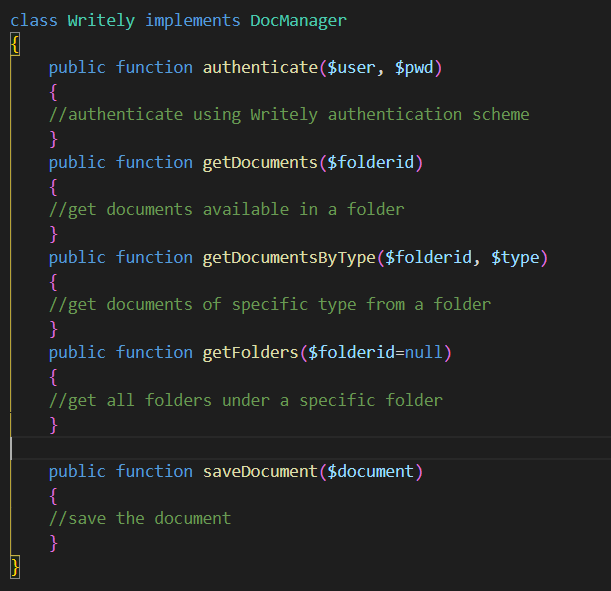 class Writely implements DocManager
{
    public function authenticate($user, $pwd)
    {
    //authenticate using Writely authentication scheme
    }
    public function getDocuments($folderid)
    {
    //get documents available in a folder
    }
    public function getDocumentsByType($folderid, $type)
    {
    //get documents of specific type from a folder
    }
    public function getFolders($folderid=null)
    {
    //get all folders under a specific folder
    }

    public function saveDocument($document)
    {
    //save the document
    }
}